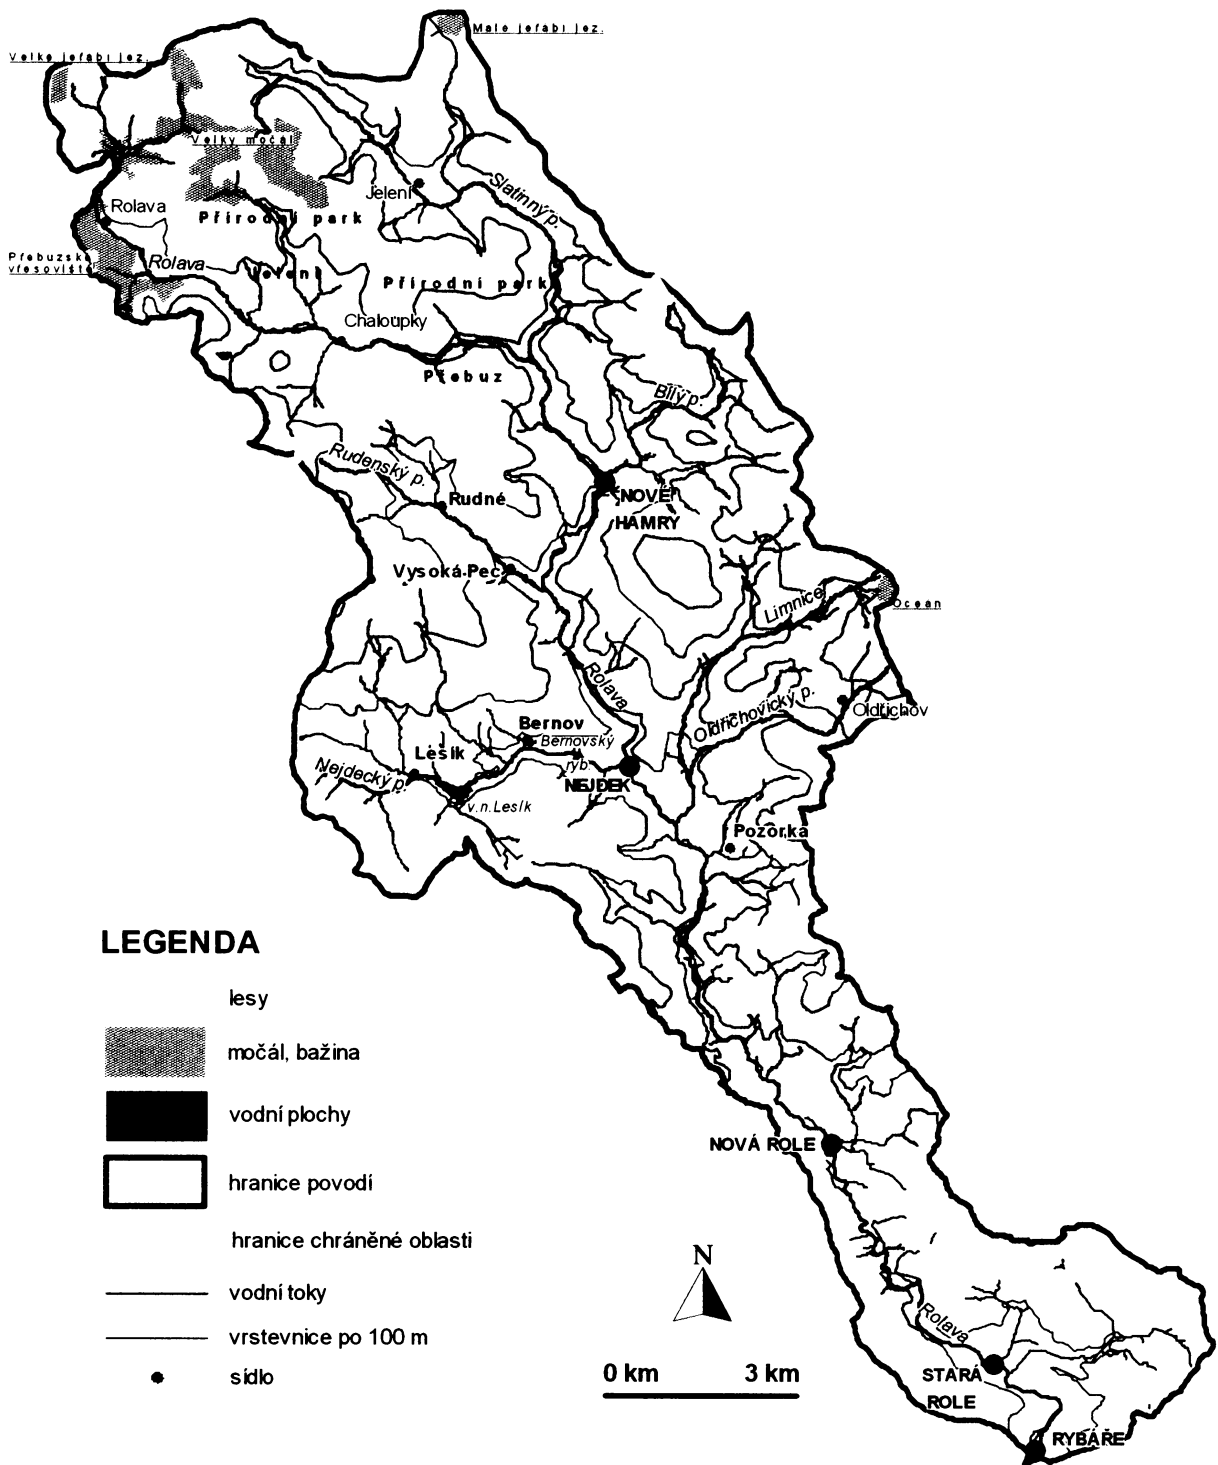 Malé jeřábí jez.
Velké jeřábí jez.
Velký močál
Slatinný p.
Jelení
Rolava
Přírodní park
Přebuzské
vřesoviště
Rolava
Jelení
Přírodní park
Chaloupky
Přebuz
Bílý p.
Rudenský p.
Rudné
NOVÉ
HAMRY
Vysoká Pec
Limnice
Ocean
Rolava
Oldřichovický p.
Oldřichov
Bernov
Bernovský
ryb.
Lesík
Nejdecký p.
NEJDEK
v.n.Lesík
Pozorka
LEGENDA
lesy
močál, bažina
vodní plochy
hranice povodí
hranice chráněné oblasti
vodní toky
vrstevnice po 100 m
sídlo
NOVÁ ROLE
N
0 km 3 km
Rolava
STARÁ
ROLE
RYBÁŘE